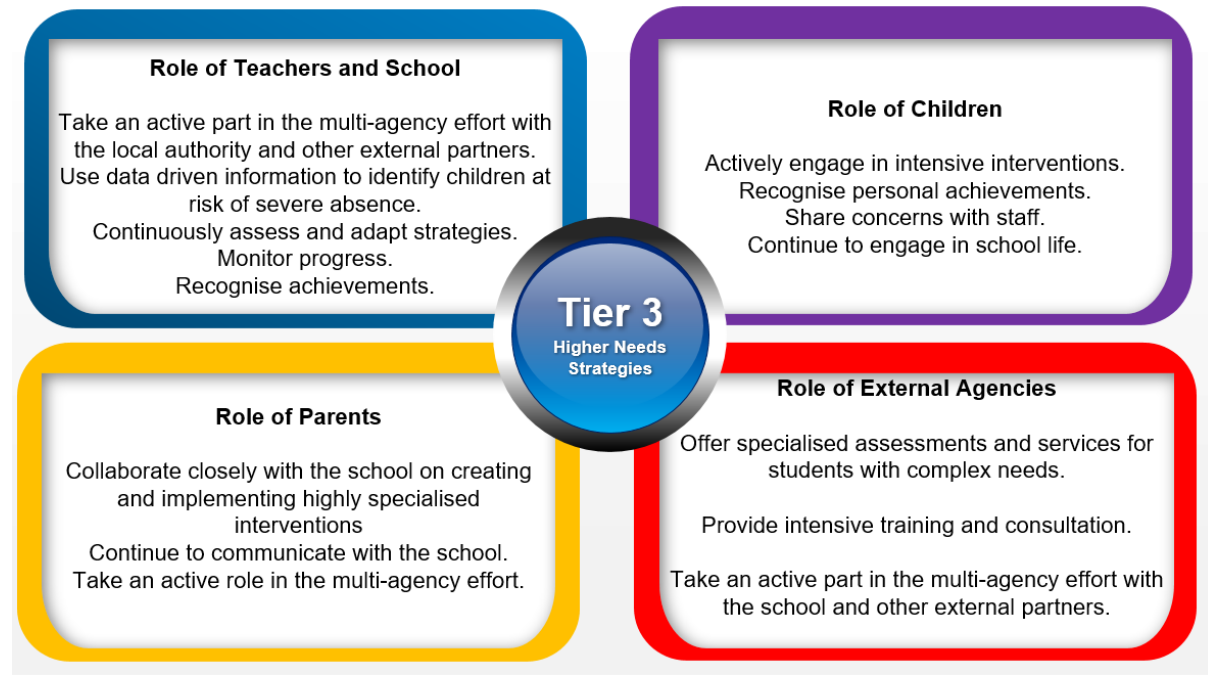 Role of Teachers and School
Take an active part in the multi-agency effort with
the local authority and other external partners.
Use data driven information to identify children at
risk of severe absence.
Continuously assess and adapt strategies.
Monitor progress.
Recognise achievements.
Role of Children
Actively engage in intensive interventions.
Recognise personal achievements.
Share concerns with staff.
Continue to engage in school life.
Tier 3
Higher Needs
Strategies
Role of Parents
Collaborate closely with the school on creating
and implementing highly specialised
interventions
Continue to communicate with the school.
Take an active role in the multi-agency effort.
Role of External Agencies
Offer specialised assessments and services for
students with complex needs.
Provide intensive training and consultation.
Take an active part in the multi-agency effort with
the school and other external partners.